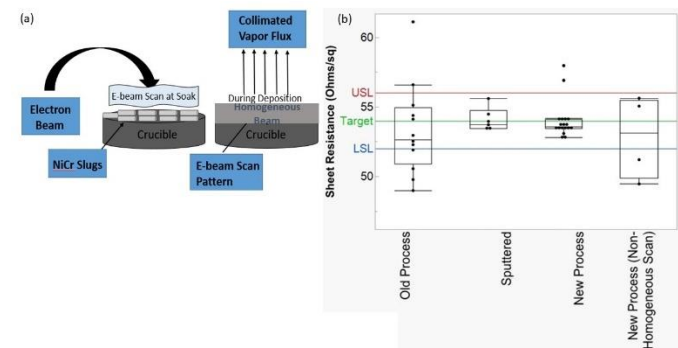 (a)
Collimated
Vapor Flux
E-beam Scan at Soak
During Deposition
Electron
Beam
Homogeneous
Beam
Crucible
Crucible
NiCr Slugs
E-beam Scan
Pattern
(b)
Sheet Resistance (Ohms/sq)
60
USL
55
Target
LSL
50
Old Process
Sputtered
New Process
New Process (Non-
Homogeneous Scan)